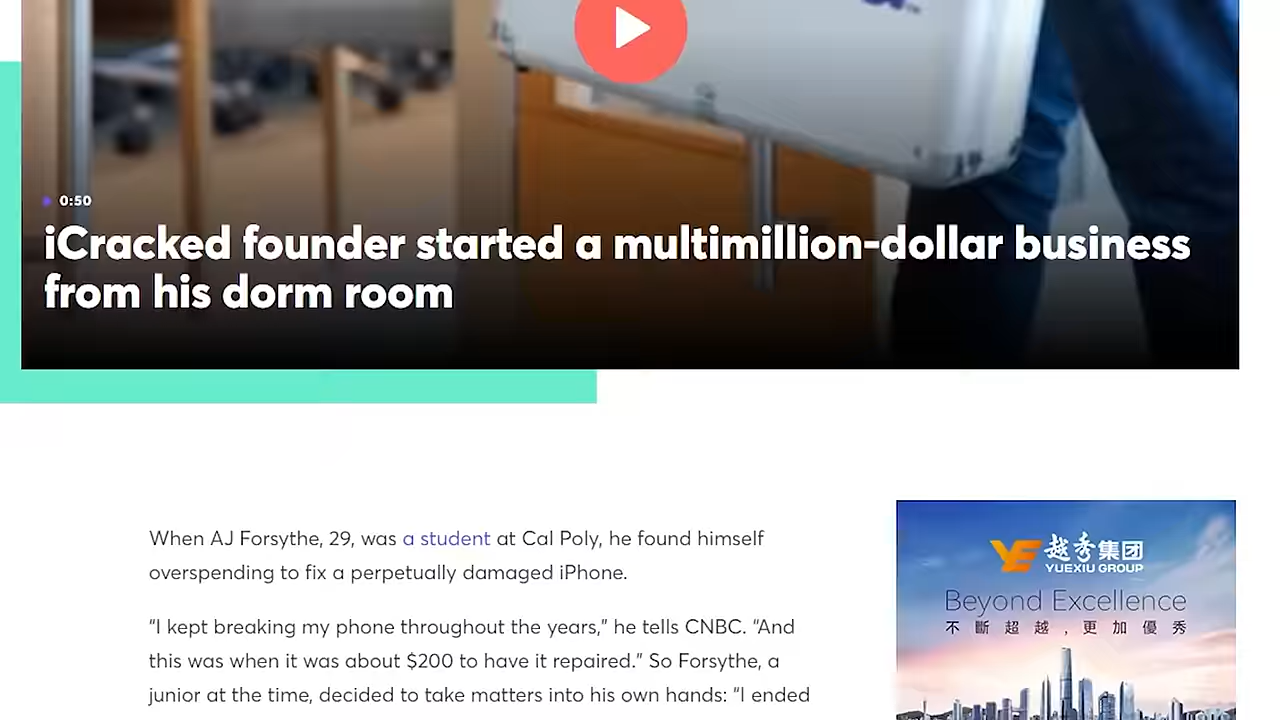 0:50
iCracked founder started a multimillion-dollar business
from his dorm room
When AJ Forsythe, 29, was a student at Cal Poly, he found himself
overspending to fix a perpetually damaged iPhone.
“I kept breaking my phone throughout the years,” he tells CNBC. “And
this was when it was about $200 to have it repaired.” So Forsythe, a
junior at the time, decided to take matters into his own hands: “I ended
YE 越秀集团
YUEXIU GROUP
Beyond Excellence
不斷超越,更加優秀